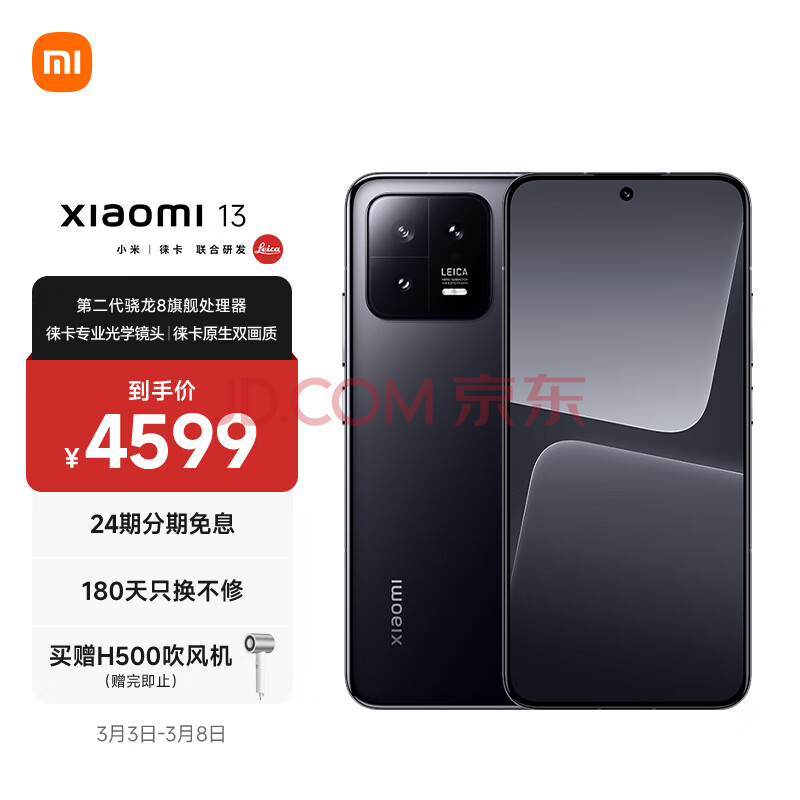 mi
xiaomi 13
小米 | 徕卡 联合研发 Leica
第二代骁龙8旗舰处理器
徕卡专业光学镜头|徕卡原生双画质
到手价
¥4599
24期分期免息
180天只换不修
买赠H500吹风机
(赠完即止)
3月3日-3月8日
LEICA
xiaomi
JD.COM 京东